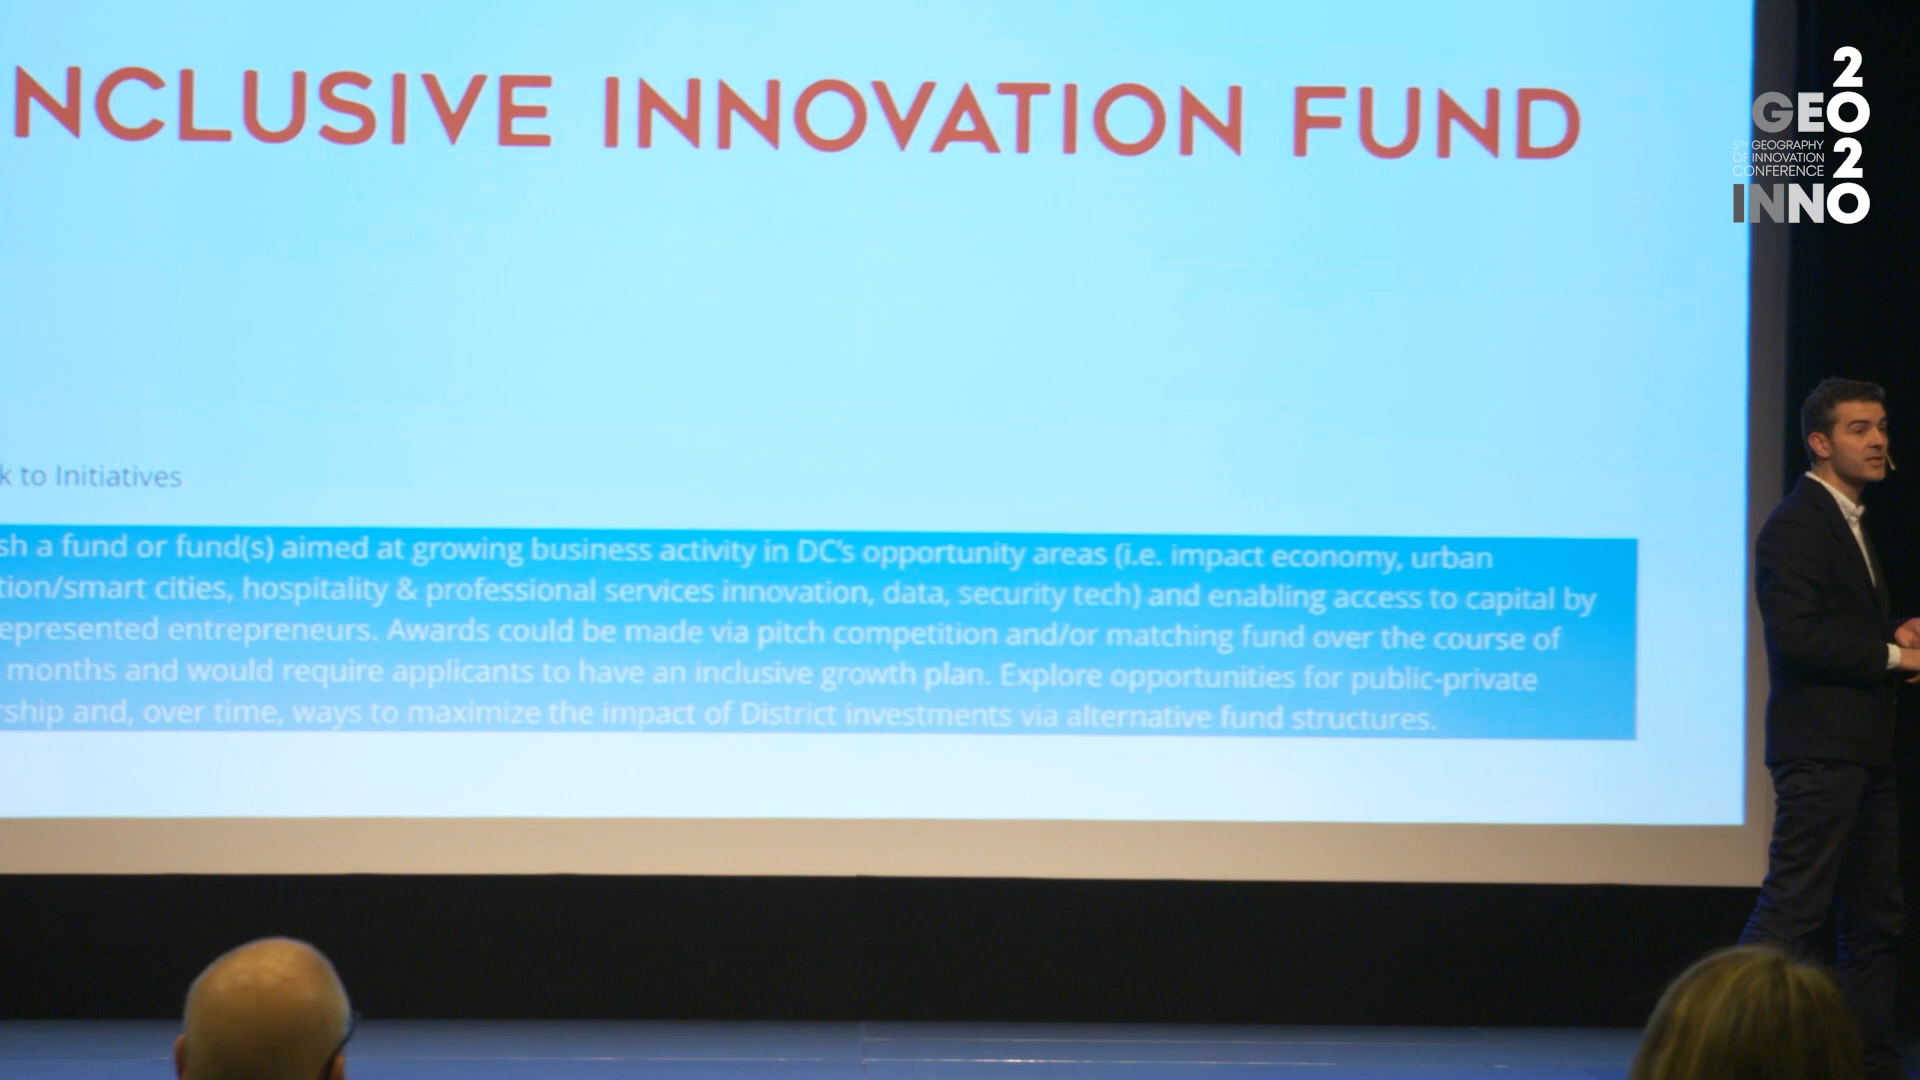 NCLUSIVE INNOVATION FUND
k to Initiatives
sh a fund or fund(s) aimed at growing business activity in DC's opportunity areas (i.e. impact economy, urban
tion/smart cities, hospitality & professional services innovation, data, security tech) and enabling access to capital by
epresented entrepreneurs. Awards could be made via pitch competition and/or matching fund over the course of
months and would require applicants to have an inclusive growth plan. Explore opportunities for public-private
rship and, over time, ways to maximize the impact of District investments via alternative fund structures.
2
GEO
5TH GEOGRAPHY
OF INNOVATION
CONFERENCE
2
INNO